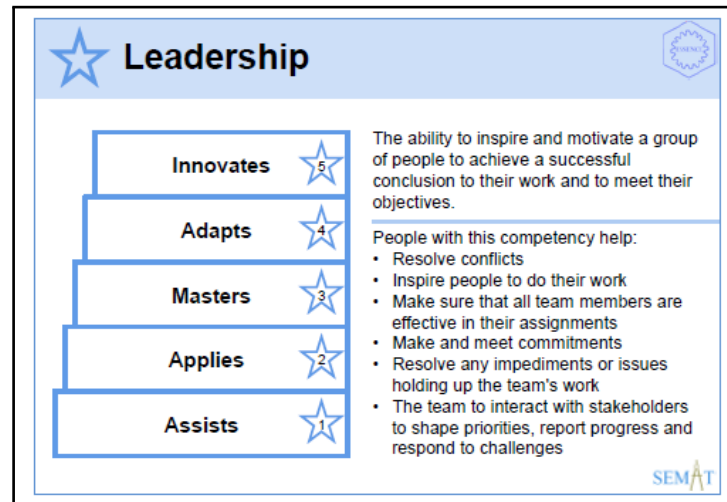 Leadership
ESSENCE
Innovates 5
Adapts 4
Masters 3
Applies 2
Assists 1
The ability to inspire and motivate a group
of people to achieve a successful
conclusion to their work and to meet their
objectives.
People with this competency help:
• Resolve conflicts
• Inspire people to do their work
• Make sure that all team members are
effective in their assignments
• Make and meet commitments
• Resolve any impediments or issues
holding up the team's work
• The team to interact with stakeholders
to shape priorities, report progress and
respond to challenges
SEMAT